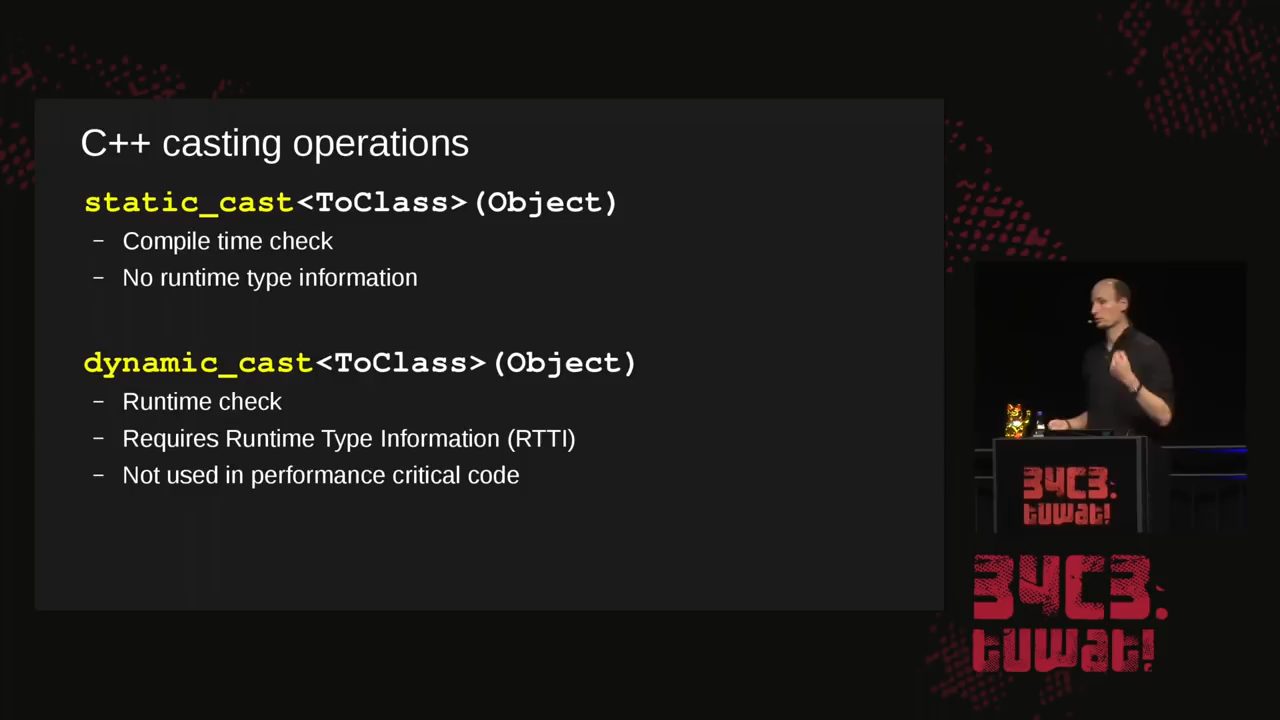 C++ casting operations
static_cast<ToClass>(Object)
– Compile time check
– No runtime type information
dynamic_cast<ToClass>(Object)
– Runtime check
– Requires Runtime Type Information (RTTI)
– Not used in performance critical code
34C3.
tuwat!
34C3.
tuwat!